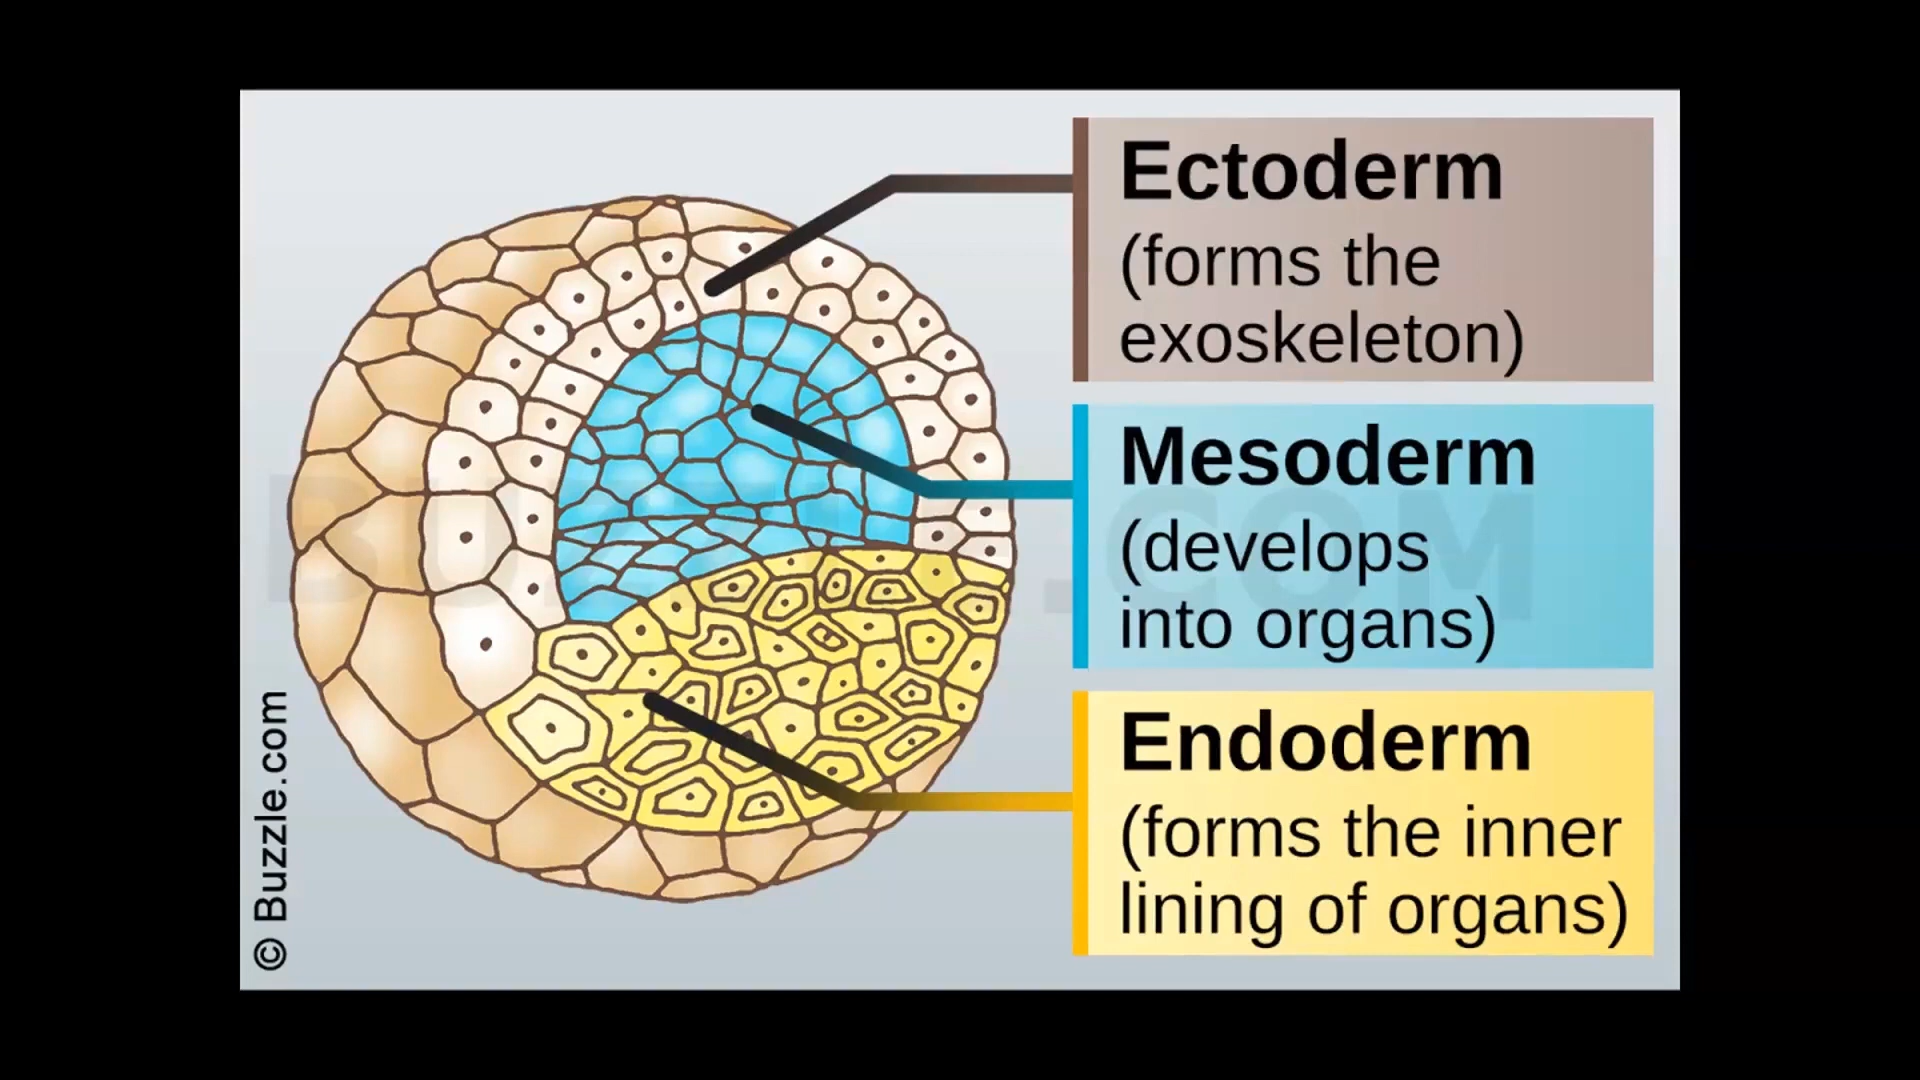 Ectoderm
(forms the
exoskeleton)
Mesoderm
(develops
into organs)
Endoderm
(forms the inner
lining of organs)
© Buzzle.com